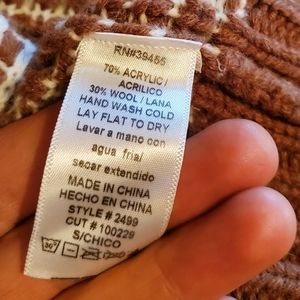 RN#39456
70% ACRYLIC/
ACRILICO
30% WOOL / LANA
HAND WASH COLD
LAY FLAT TO DRY
Lavar a mano con
agua fria/
secar extendido
MADE IN CHINA
HECHO EN CHINA
STYLE # 2499
CUT # 100229
S/CHICO